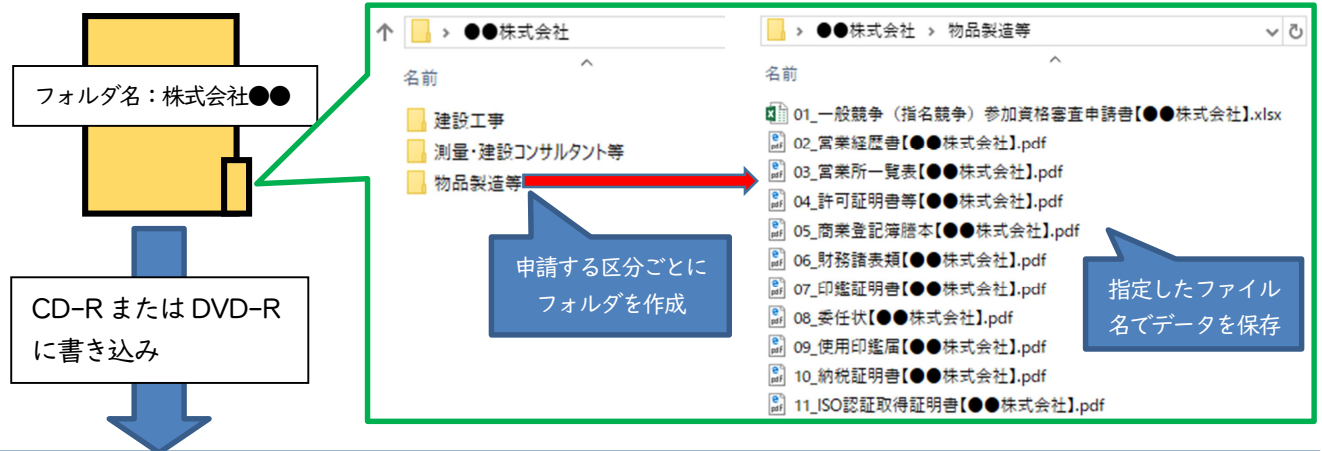 フォルダ名：株式会社●●
CD-R または DVD-R
に書き込み
●●株式会社
名前
建設工事
測量・建設コンサルタント等
物品製造等
申請する区分ごとに
フォルダを作成
●●株式会社 > 物品製造等
名前
01_一般競争（指名競争）参加資格審査申請書【●●株式会社】.xlsx
02_営業経歴書【●●株式会社】.pdf
03_営業所一覧表【●●株式会社】.pdf
04_許可証明書等【●●株式会社】.pdf
05_商業登記簿謄本【●●株式会社】.pdf
06_財務諸表類【●●株式会社】.pdf
07_印鑑証明書【●●株式会社】.pdf
08_委任状【●●株式会社】.pdf
09_使用印鑑届【●●株式会社】.pdf
10_納税証明書【●●株式会社】.pdf
11_ISO認証取得証明書【●●株式会社】.pdf
指定したファイル
名でデータを保存